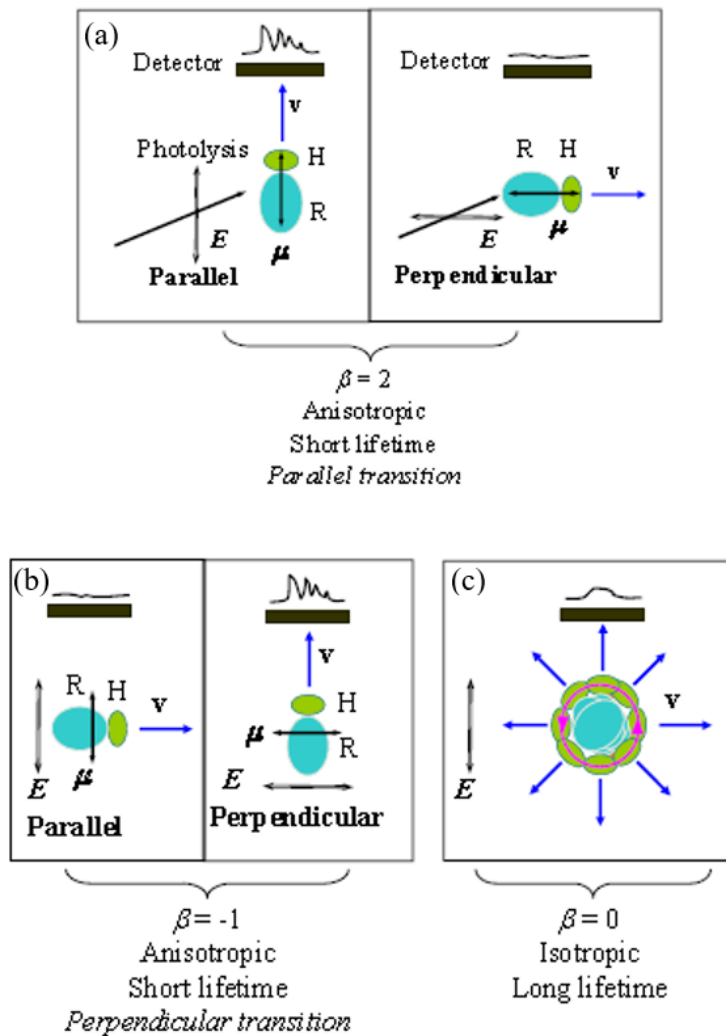 (a)
Detector
Detector
v
Photolysis
H
R
H
v
R
E
μ
E
μ
Parallel
Perpendicular
β = 2
Anisotropic
Short lifetime
Parallel transition
(b)
(c)
v
R
H
v
H
v
μ
R
μ
E
E
E
Parallel
Perpendicular
β = -1
β = 0
Anisotropic
Isotropic
Short lifetime
Long lifetime
Perpendicular transition